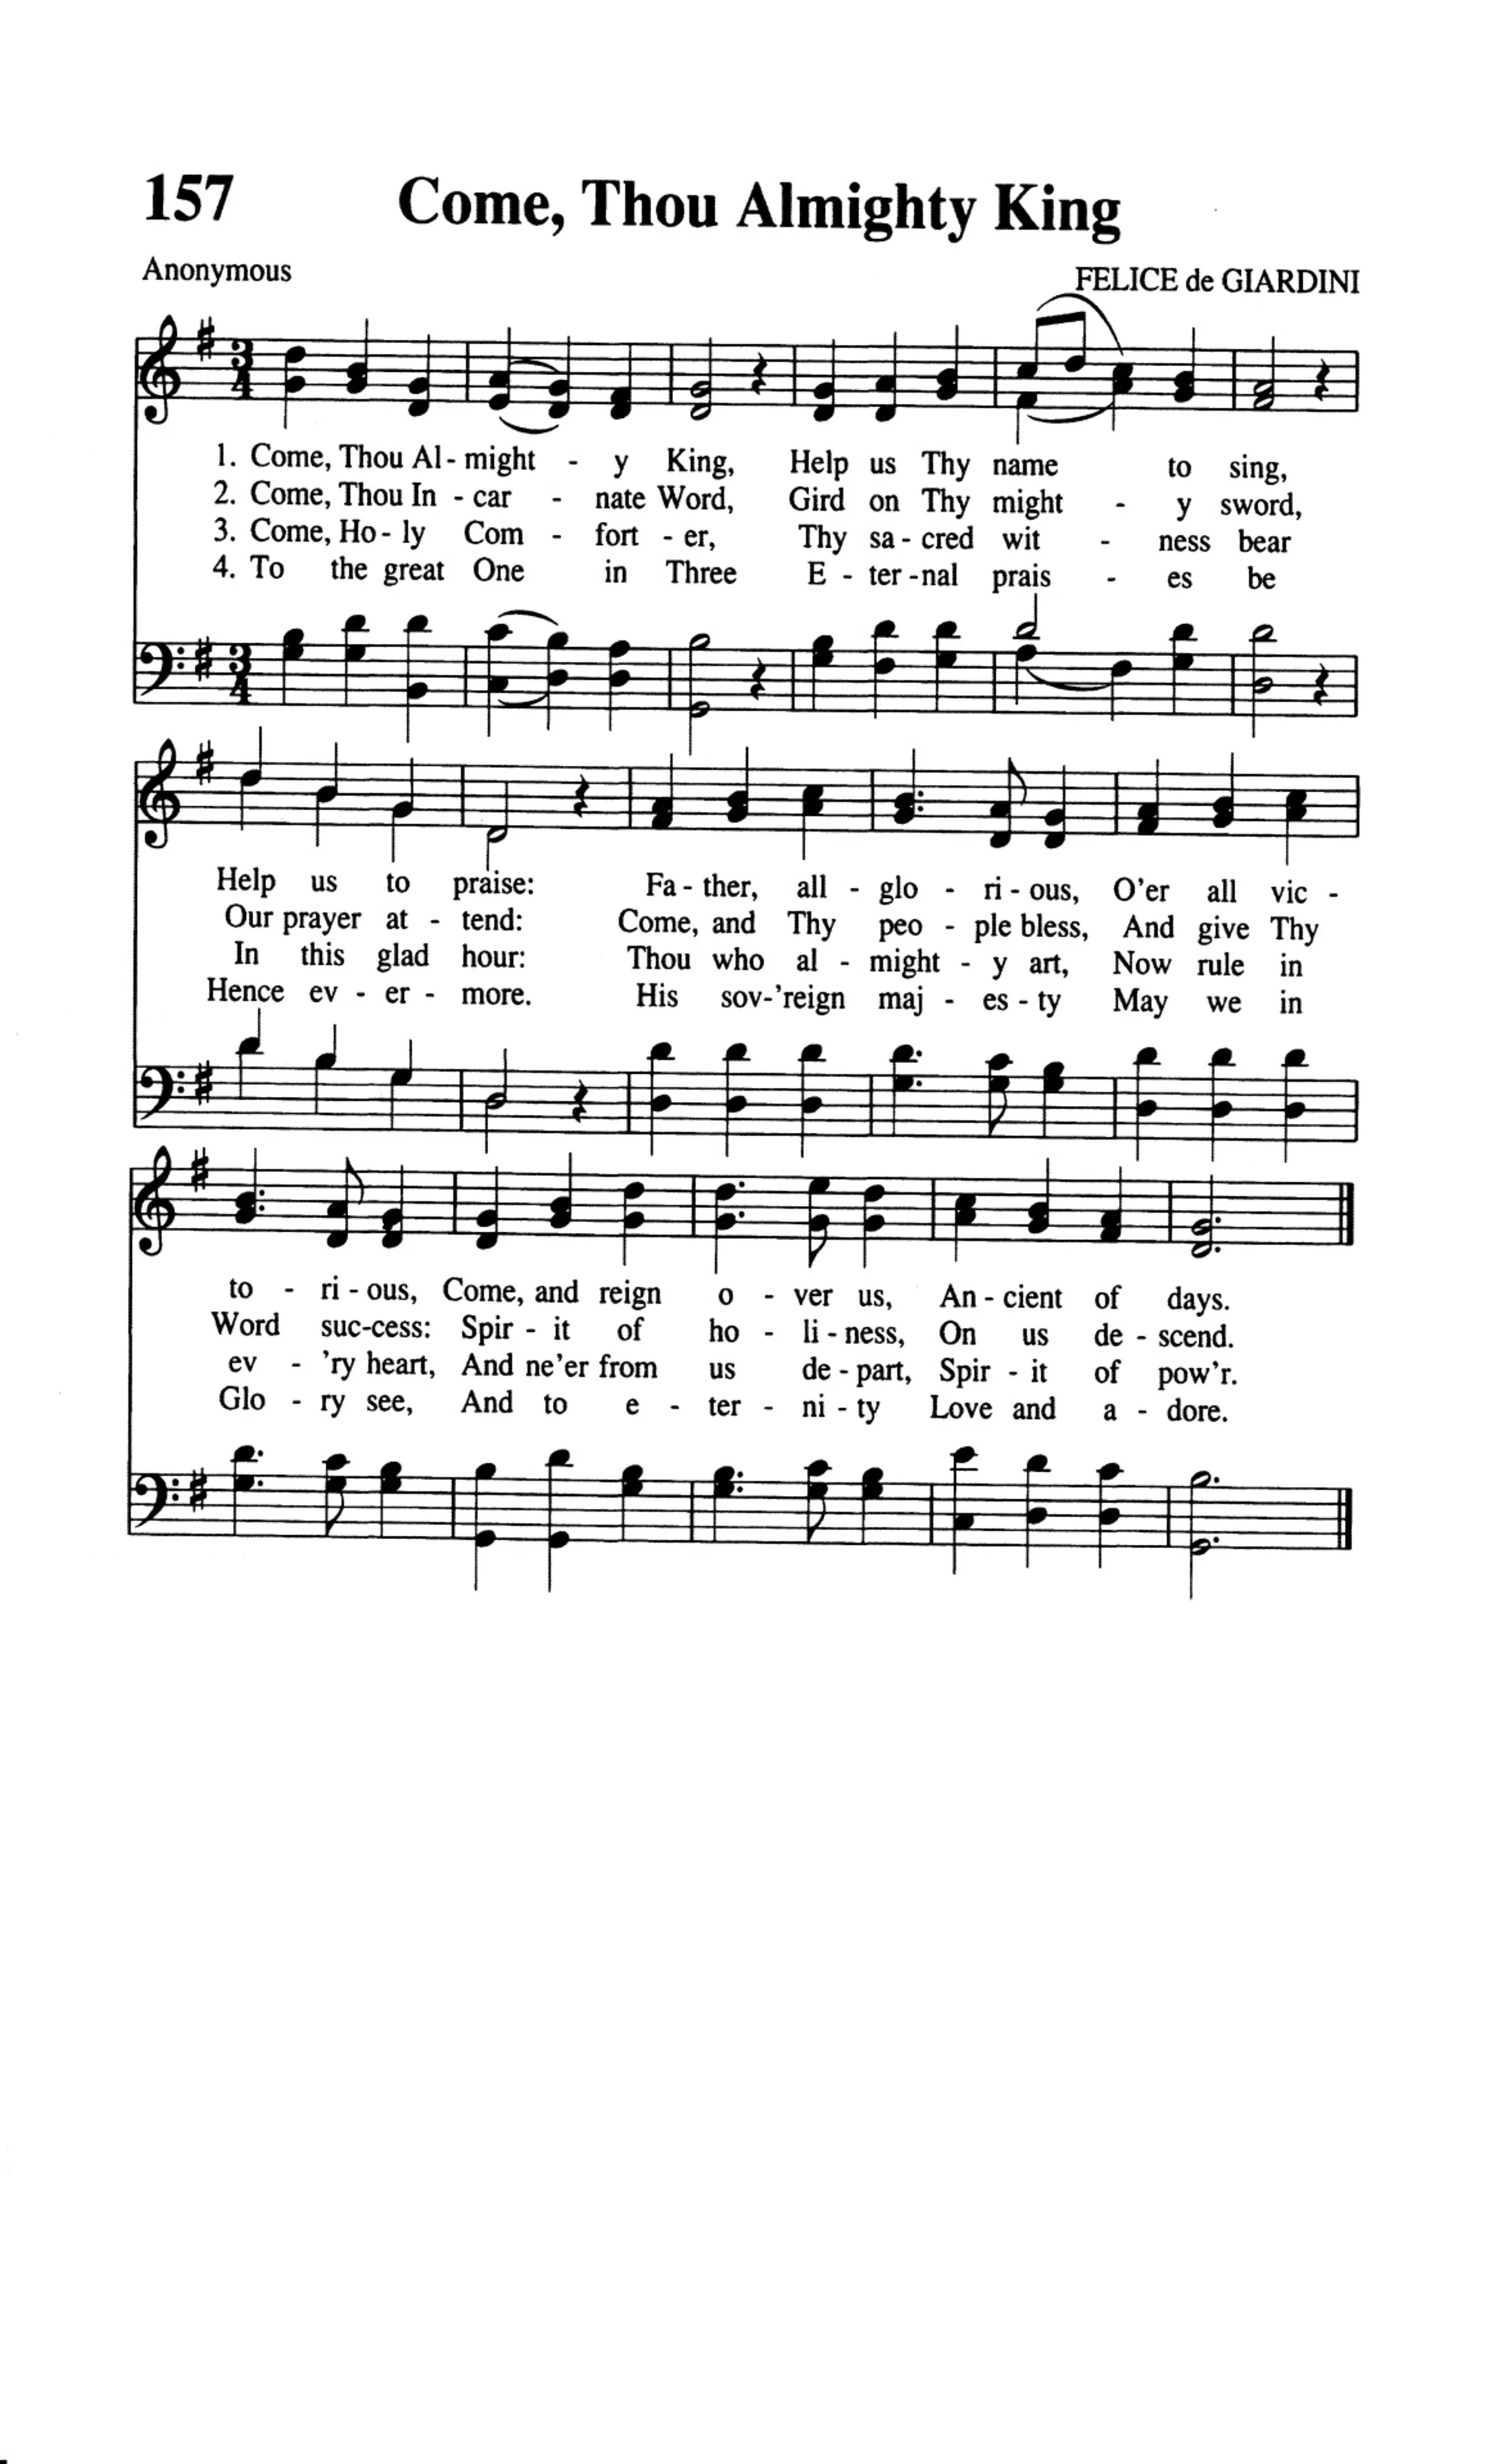 157 Come, Thou Almighty King
Anonymous FELICE de GIARDINI
1. Come, Thou Al - might - y King, Help us Thy name to sing,
2. Come, Thou In - car - nate Word, Gird on Thy might - y sword,
3. Come, Ho - ly Com - fort - er, Thy sa - cred wit - ness bear
4. To the great One in Three E - ter - nal prais - es be
Help us to praise: Fa - ther, all - glo - ri - ous, O'er all vic -
Our prayer at - tend: Come, and Thy peo - ple bless, And give Thy
In this glad hour: Thou who al - might - y art, Now rule in
Hence ev - er - more. His sov-'reign maj - es - ty May we in
to - ri - ous, Come, and reign o - ver us, An - cient of days.
Word suc-cess: Spir - it of ho - li - ness, On us de - scend.
ev - 'ry heart, And ne'er from us de - part, Spir - it of pow'r.
Glo - ry see, And to e - ter - ni - ty Love and a - dore.